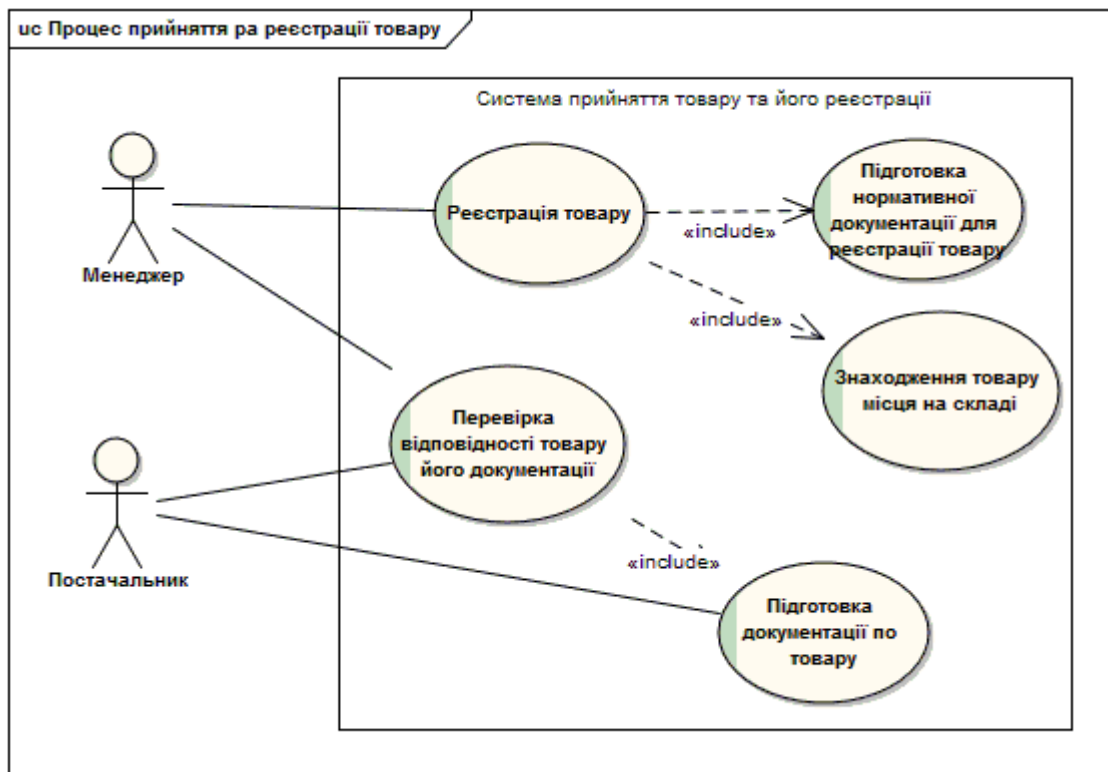 uc Процес прийняття ра реєстрації товару
Система прийняття товару та його реєстрації
Менеджер
Реєстрація товару
«include»
Підготовка
нормативної
документації для
реєстрації товару
«include»
Знаходження товару
місця на складі
Перевірка
відповідності товару
його документації
Постачальник
«include»
Підготовка
документації по
товару